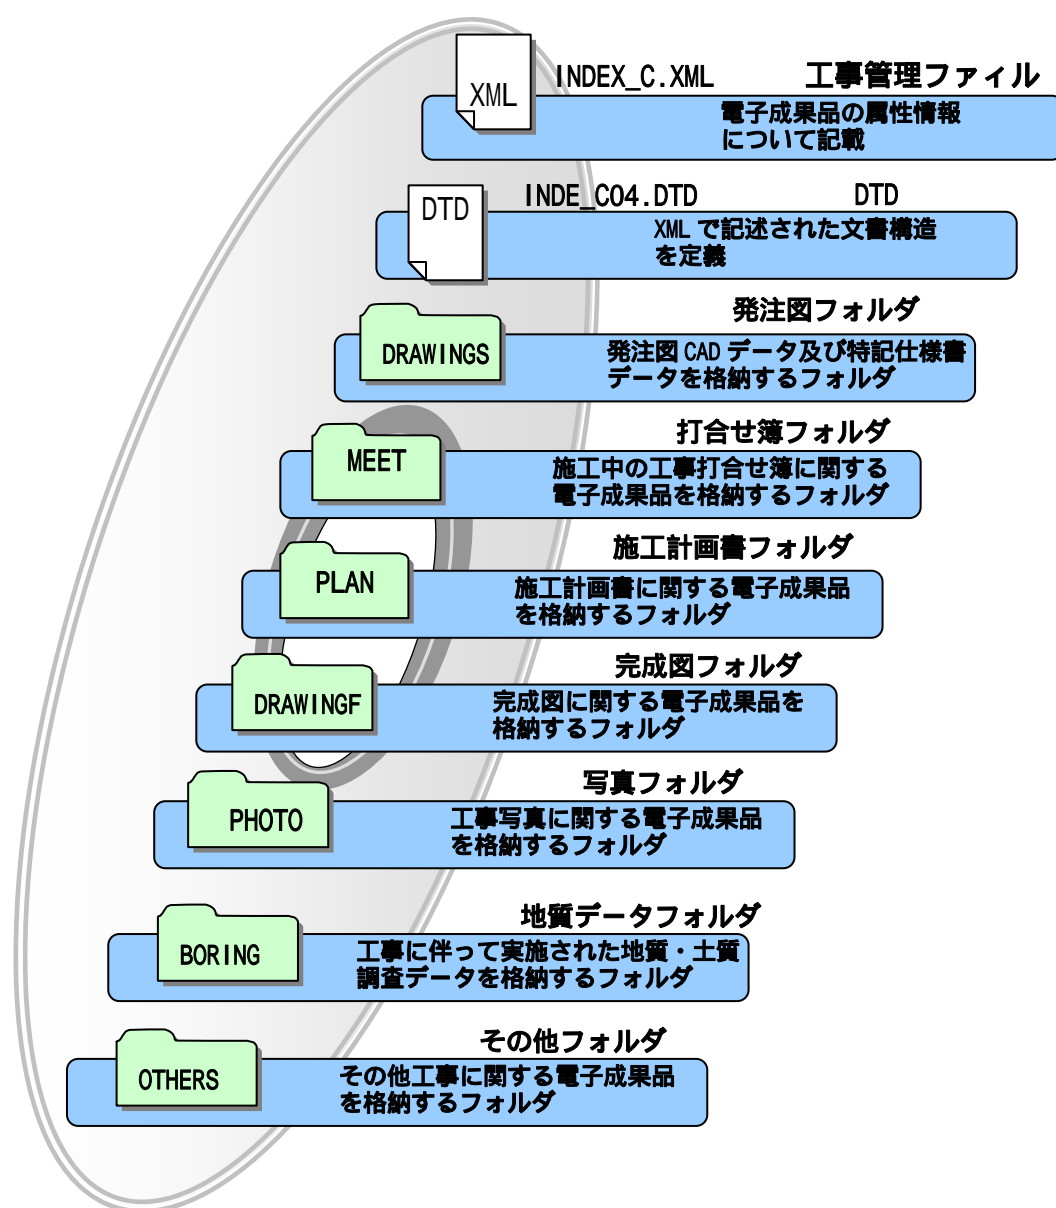 XML
INDEX_C.XML 工事管理ファイル
電子成果品の属性情報
について記載
DTD
INDE_C04.DTD DTD
XMLで記述された文書構造
を定義
発注図フォルダ
DRAWINGS
発注図CADデータ及び特記仕様書
データを格納するフォルダ
打合せ簿フォルダ
MEET
施工中の工事打合せ簿に関する
電子成果品を格納するフォルダ
施工計画書フォルダ
PLAN
施工計画書に関する電子成果品
を格納するフォルダ
完成図フォルダ
DRAWINGF
完成図に関する電子成果品を
格納するフォルダ
写真フォルダ
PHOTO
工事写真に関する電子成果品
を格納するフォルダ
地質データフォルダ
BORING
工事に伴って実施された地質・土質
調査データを格納するフォルダ
その他フォルダ
OTHERS
その他工事に関する電子成果品
を格納するフォルダ